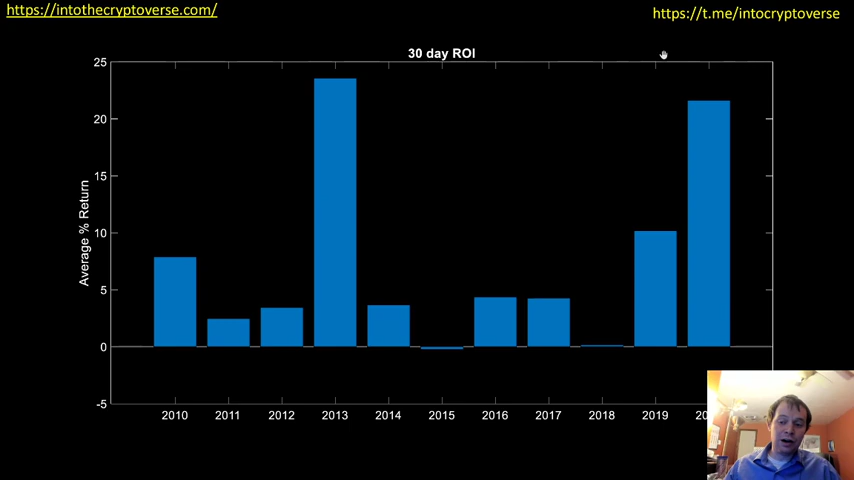 https://intothecryptoverse.com/
https://t.me/intocryptoverse
30 day ROI
25
20
15
10
5
0
-5
Average % Return
2010 2011 2012 2013 2014 2015 2016 2017 2018 2019